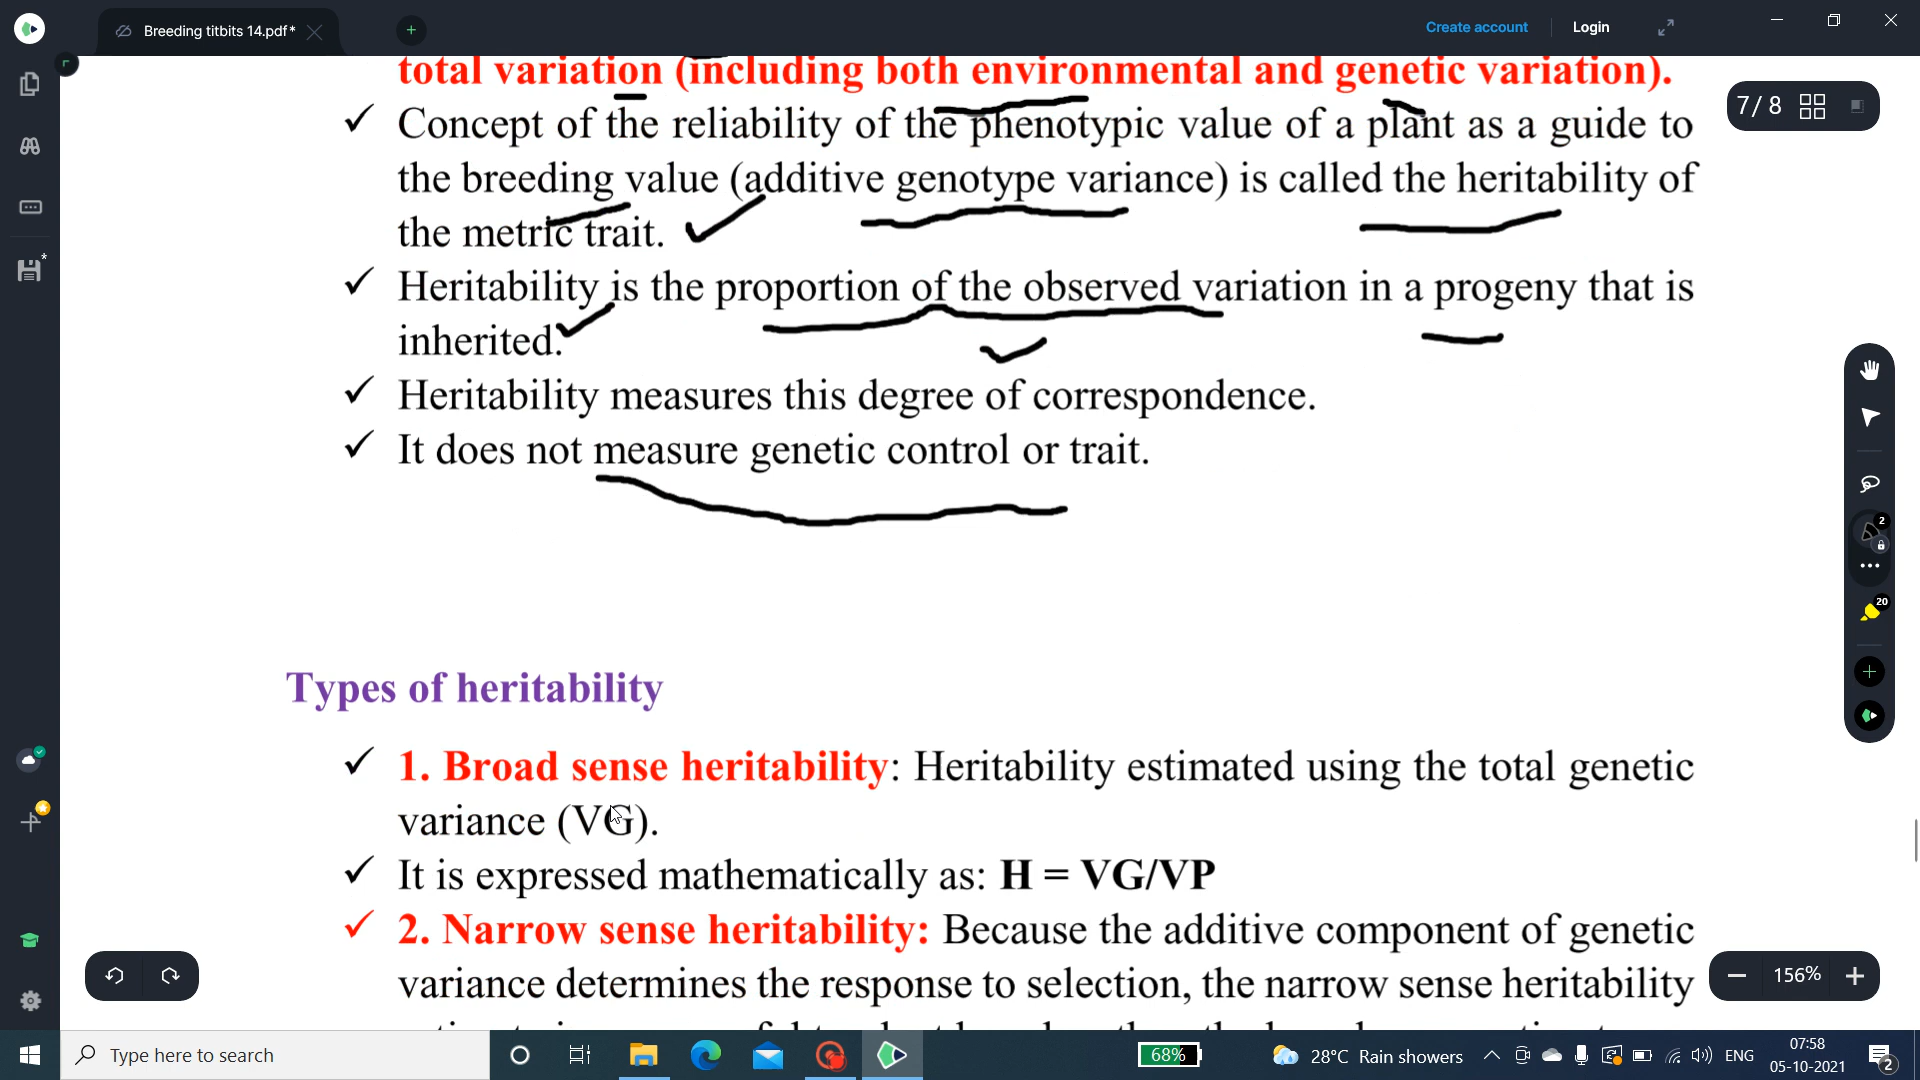 Breeding titbits 14.pdf*
Create account
Login
total variation (including both environmental and genetic variation).
7/ 8
✓ Concept of the reliability of the phenotypic value of a plant as a guide to
the breeding value (additive genotype variance) is called the heritability of
the metric trait.
✓ Heritability is the proportion of the observed variation in a progeny that is
inherited.
✓ Heritability measures this degree of correspondence.
✓ It does not measure genetic control or trait.
2
20
Types of heritability
✓ 1. Broad sense heritability: Heritability estimated using the total genetic
variance (VG).
✓ It is expressed mathematically as: H = VG/VP
✓ 2. Narrow sense heritability: Because the additive component of genetic
variance determines the response to selection, the narrow sense heritability
156%
Type here to search
68%
28°C Rain showers
ENG
07:58
05-10-2021
2